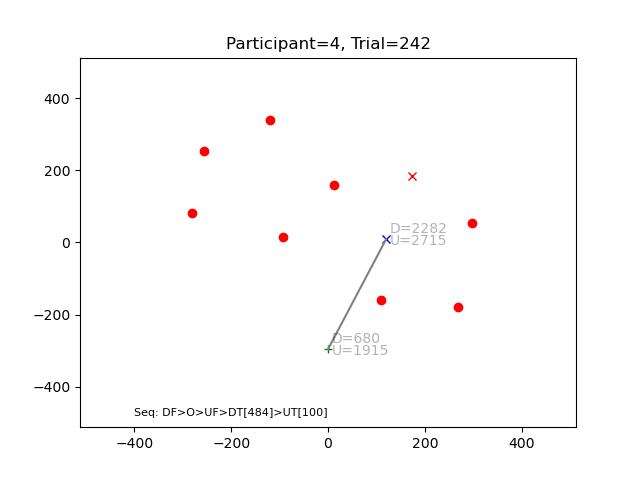 Participant=4, Trial=242
400
200
0
−200
−400
D=2282
U=2715
D=680
U=1915
Seq: DF>O>UF>DT[484]>UT[100]
−400 −200 0 200 400